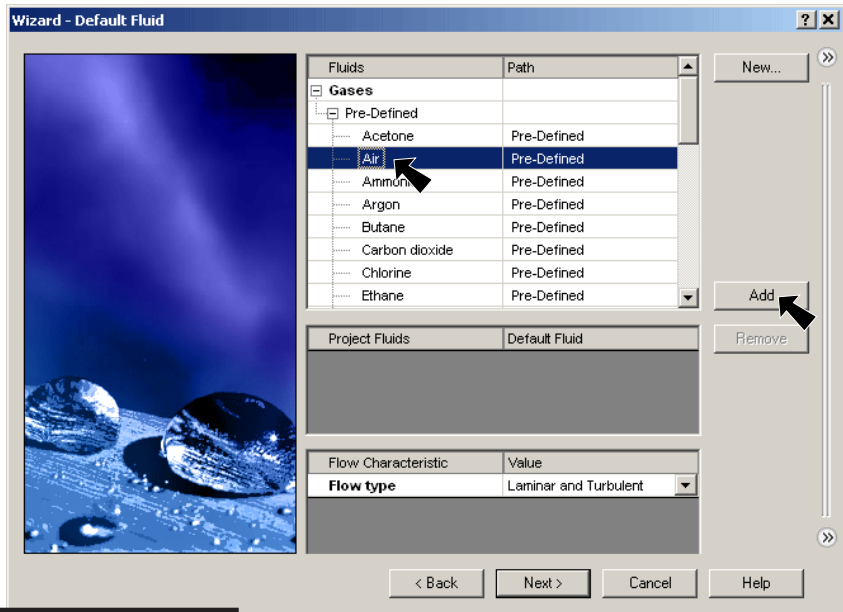 Wizard - Default Fluid
Fluids Path
Gases
Pre-Defined
Acetone Pre-Defined
Air Pre-Defined
Pre-Defined
Argon Pre-Defined
Butane Pre-Defined
Carbon dioxide Pre-Defined
Chlorine Pre-Defined
Ethane Pre-Defined
New...
Add
Remove
Project Fluids Default Fluid
Flow Characteristic Value
Flow type Laminar and Turbulent
< Back Next > Cancel Help